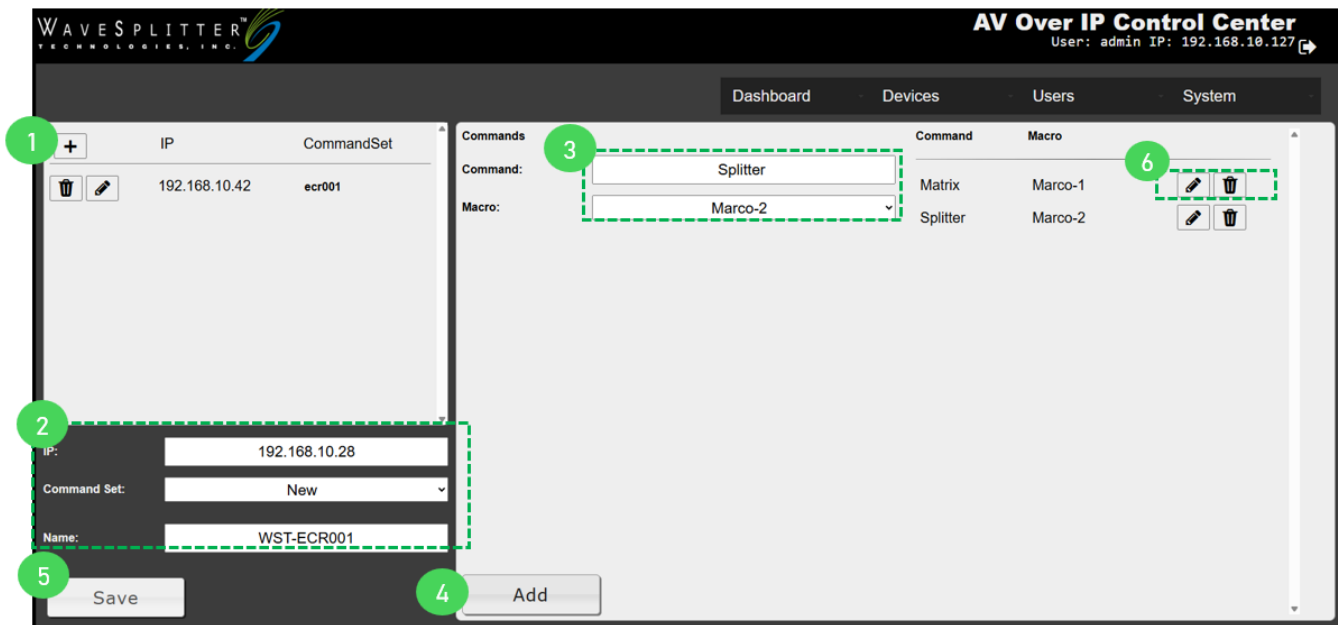 WAVESPLITTER™
TECHNOLOGIES, INC.
AV Over IP Control Center
User: admin IP: 192.168.10.127
Dashboard Devices Users System
1
+ IP CommandSet
192.168.10.42 ecr001
2
IP: 192.168.10.28
Command Set: New
Name: WST-ECR001
5
Save
Commands
3
Command: Splitter
Macro: Marco-2
4
Add
Command Macro
6
Matrix Marco-1
Splitter Marco-2